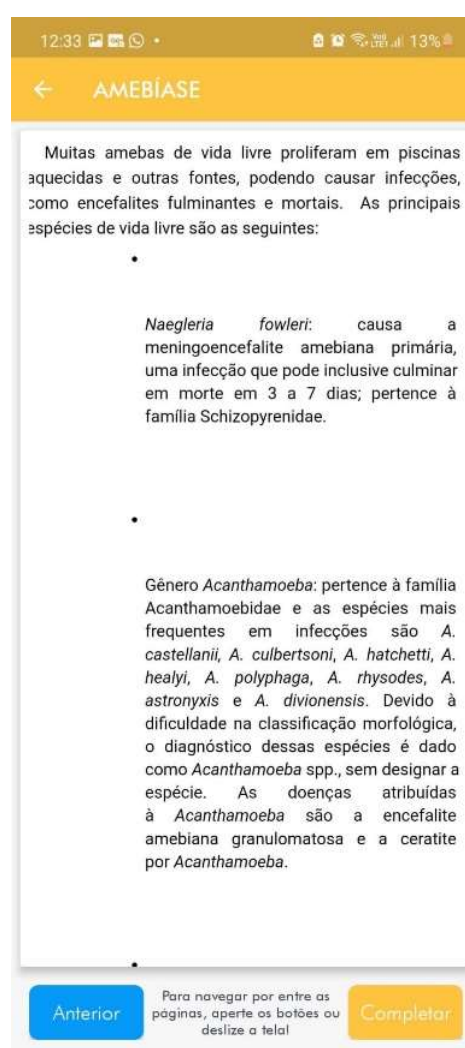 12:33
13%
AMEBÍASE
Muitas amebas de vida livre proliferam em piscinas
aquecidas e outras fontes, podendo causar infecções,
como encefalites fulminantes e mortais. As principais
espécies de vida livre são as seguintes:
Naegleria fowleri: causa a
meningoencefalite amebiana primária,
uma infecção que pode inclusive culminar
em morte em 3 a 7 dias; pertence à
família Schizopyrenidae.
Gênero Acanthamoeba: pertence à família
Acanthamoebidae e as espécies mais
frequentes em infecções são A.
castellanii, A. culbertsoni, A. hatchetti, A.
healyi, A. polyphaga, A. rhysodes, A.
astronyxis e A. divionensis. Devido à
dificuldade na classificação morfológica,
o diagnóstico dessas espécies é dado
como Acanthamoeba spp., sem designar a
espécie. As doenças atribuídas
à Acanthamoeba são a encefalite
amebiana granulomatosa e a ceratite
por Acanthamoeba.
Anterior
Para navegar por entre as
páginas, aperte os botões ou
deslize a tela!
Completar